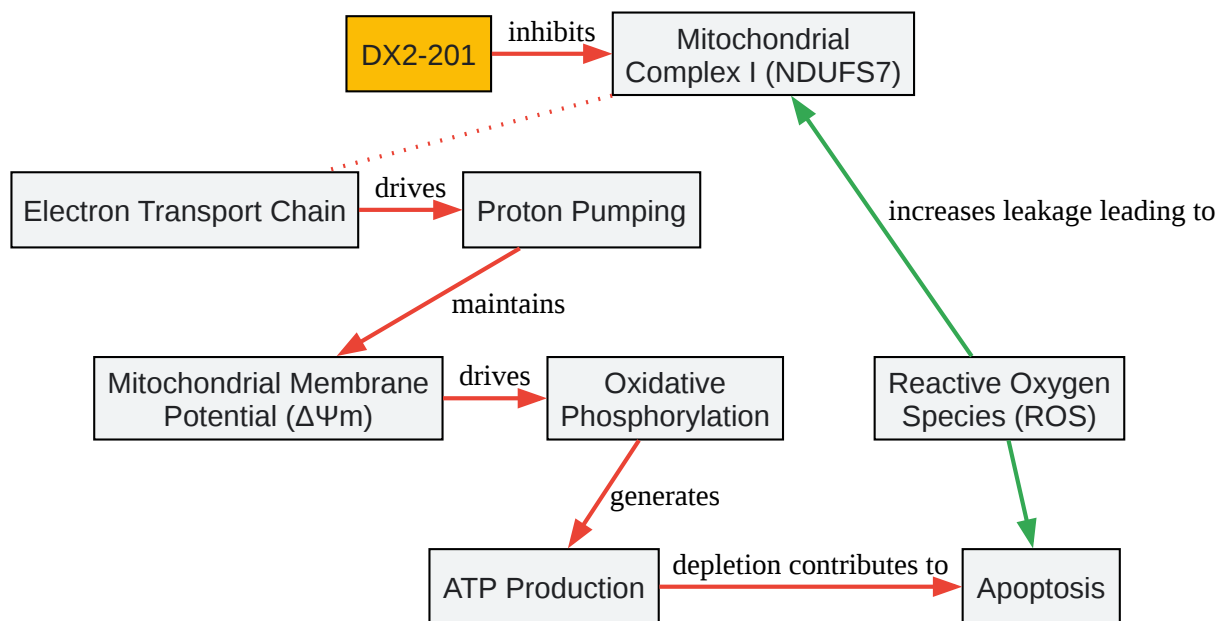 DX2-201
inhibits
Mitochondrial
Complex I (NDUFS7)
Electron Transport Chain
drives
Proton Pumping
increases leakage leading to
maintains
Mitochondrial Membrane
Potential (ΔΨm)
drives
Oxidative
Phosphorylation
Reactive Oxygen
Species (ROS)
generates
ATP Production
depletion contributes to
Apoptosis